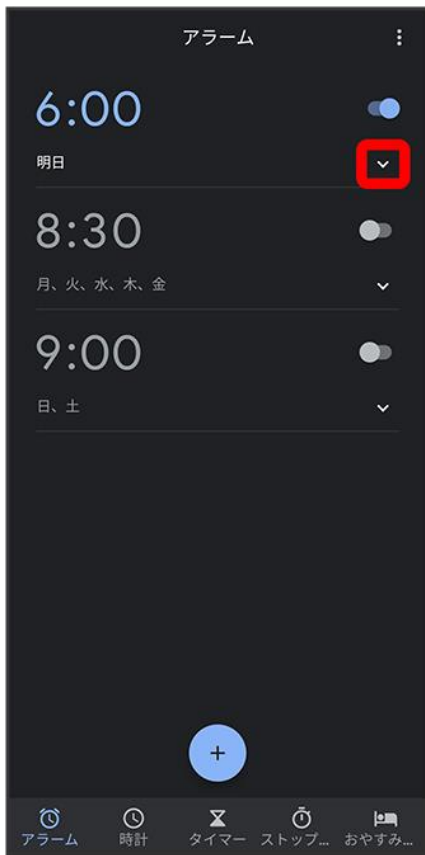 アラーム
6:00
明日
8:30
月、火、水、木、金
9:00
日、土
アラーム
時計
タイマー
ストップ...
おやすみ...